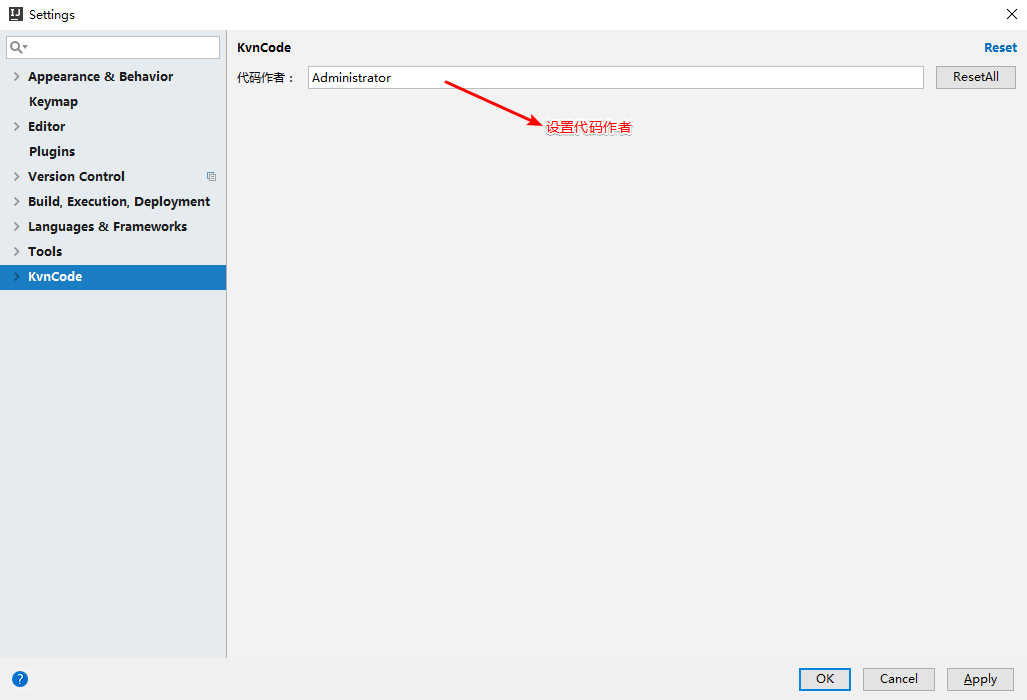 Settings
KvnCode
Reset
代码作者：
Administrator
ResetAll
设置代码作者
Appearance & Behavior
Keymap
Editor
Plugins
Version Control
Build, Execution, Deployment
Languages & Frameworks
Tools
KvnCode
?
OK
Cancel
Apply